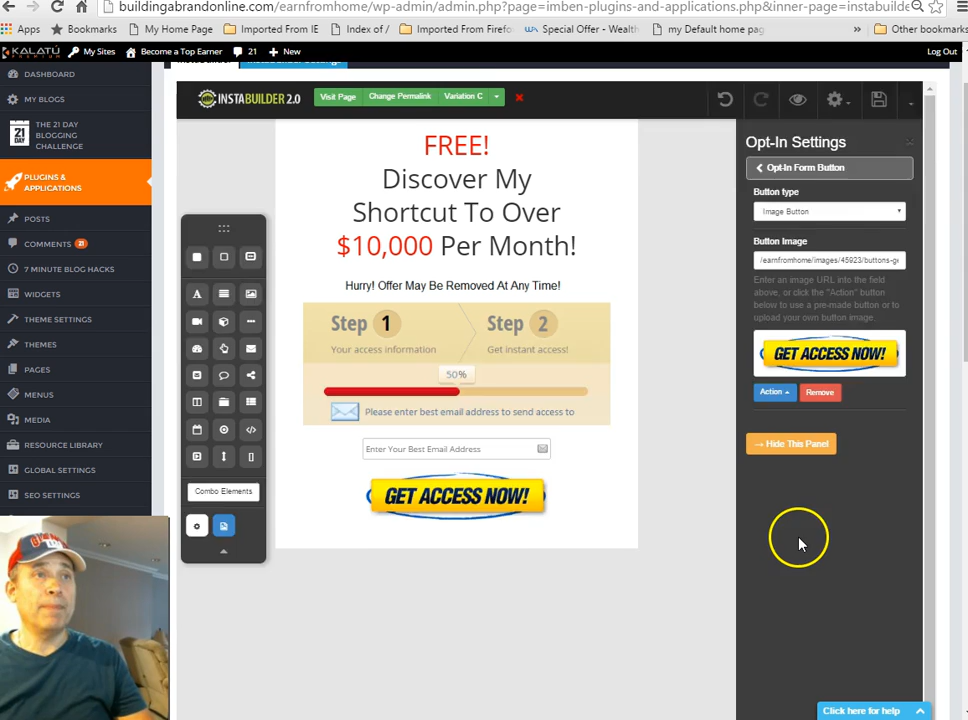 buildingabrandonline.com/earnfromhome/wp-admin/admin.php?page=imben-plugins-and-applications.php&inner-page=instabuilde
Apps
Bookmarks
My Home Page
Imported From IE
Index of /
Imported From Firefo
Special Offer - Wealth
my Default home pag
»
Other bookmarks
KALATU
PREMIUM
My Sites
Become a Top Earner
21
New
Log Out
DASHBOARD
MY BLOGS
21
DAY
THE 21 DAY
BLOGGING
CHALLENGE
PLUGINS &
APPLICATIONS
POSTS
COMMENTS 21
7 MINUTE BLOG HACKS
WIDGETS
THEME SETTINGS
THEMES
PAGES
MENUS
MEDIA
RESOURCE LIBRARY
GLOBAL SETTINGS
SEO SETTINGS
INSTABUILDER 2.0
Visit Page
Change Permalink
Variation C
Combo Elements
FREE!
Discover My
Shortcut To Over
$10,000 Per Month!
Hurry! Offer May Be Removed At Any Time!
Step 1
Your access information
Step 2
Get instant access!
50%
Please enter best email address to send access to
Enter Your Best Email Address
GET ACCESS NOW!
Opt-In Settings
Opt-In Form Button
Button type
Image Button
Button Image
/earnfromhome/images/45923/buttons-g
Enter an image URL into the field
above, or click the "Action" button
below to use a pre-made button or to
upload your own button image.
GET ACCESS NOW!
Action
Remove
→ Hide This Panel
Click here for help